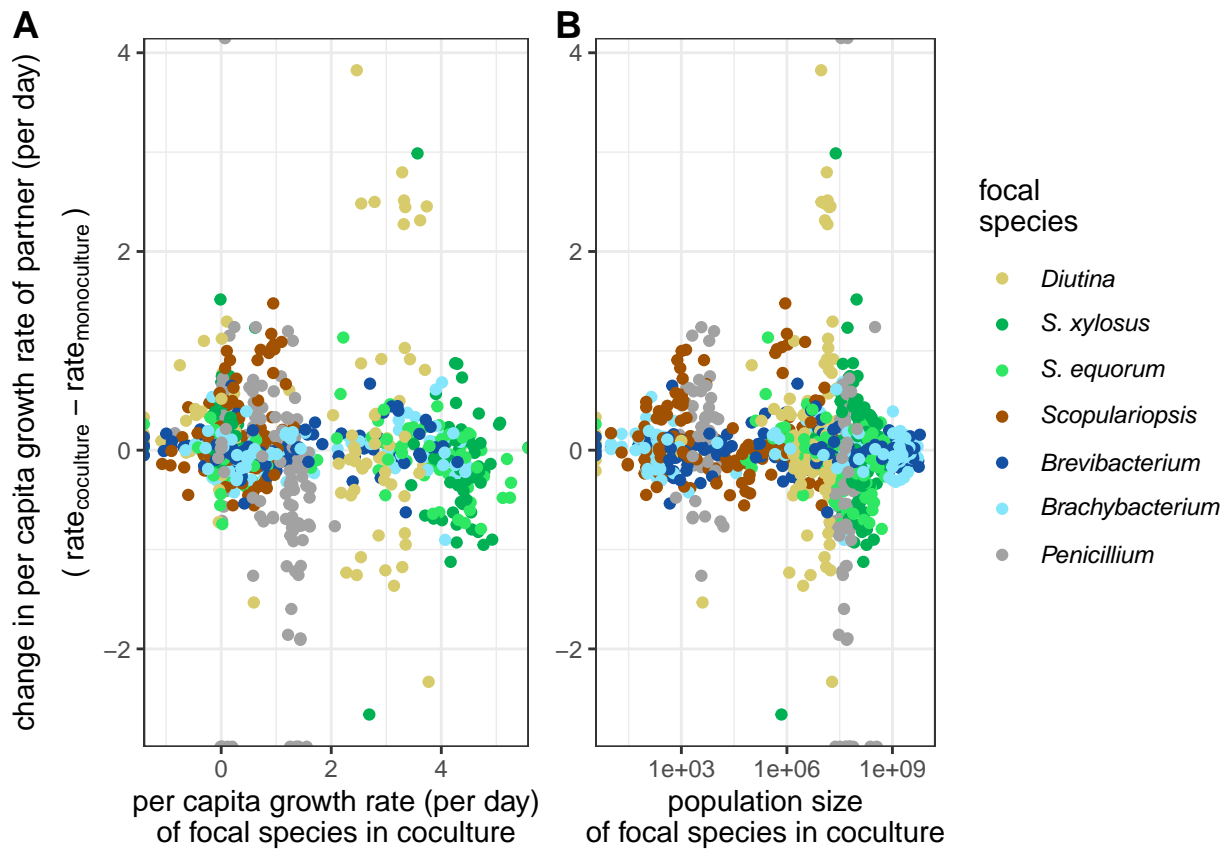 A
B
change in per capita growth rate of partner (per day)
( rate_coculture − rate_monoculture )
4
2
0
−2
0
2
4
per capita growth rate (per day)
of focal species in coculture
4
2
0
−2
1e+03
1e+06
1e+09
population size
of focal species in coculture
focal
species
Diutina
S. xylosus
S. equorum
Scopulariopsis
Brevibacterium
Brachybacterium
Penicillium